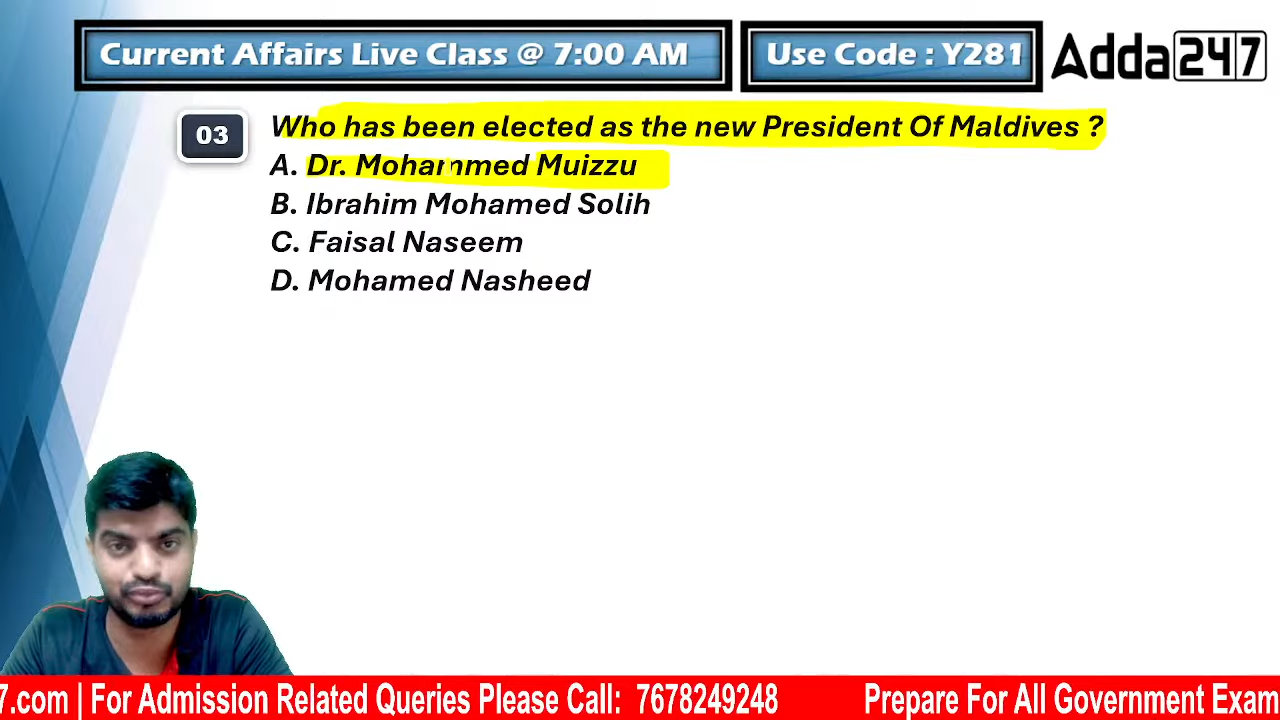 Current Affairs Live Class @ 7:00 AM
Use Code : Y281
Adda247
03
Who has been elected as the new President Of Maldives ?
A. Dr. Mohammed Muizzu
B. Ibrahim Mohamed Solih
C. Faisal Naseem
D. Mohamed Nasheed
7.com | For Admission Related Queries Please Call: 7678249248 Prepare For All Government Exam